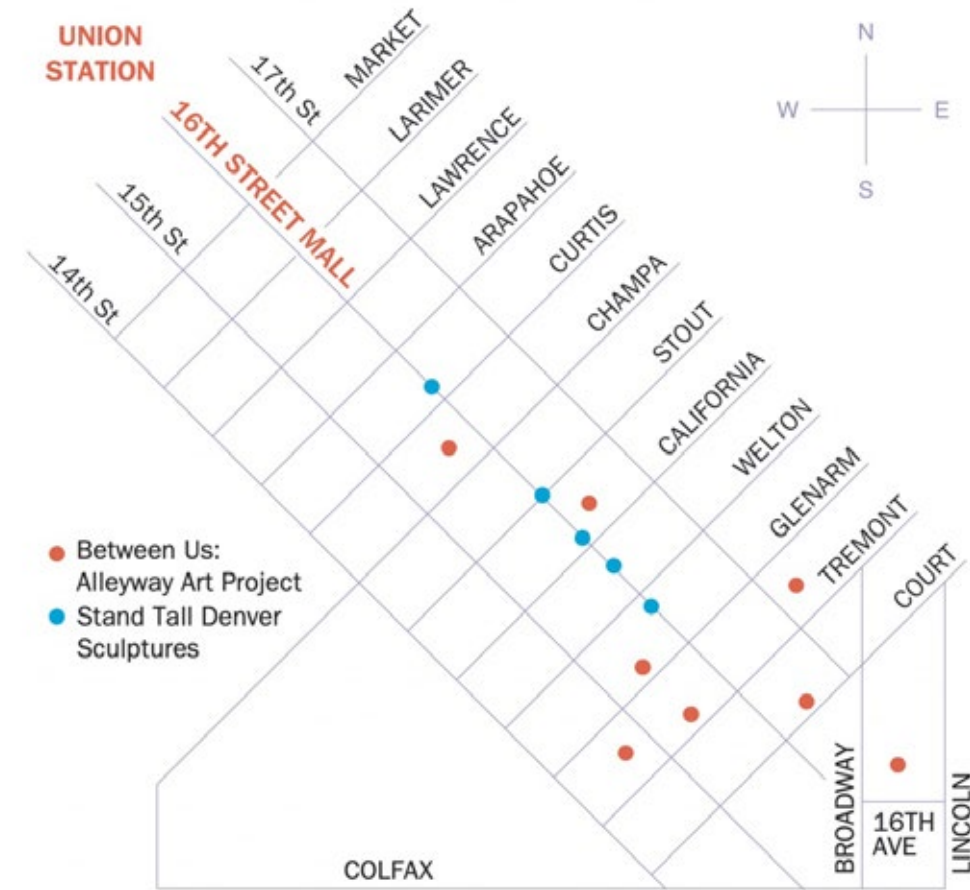 UNION
STATION
17th St
MARKET
LARIMER
LAWRENCE
ARAPAHOE
CURTIS
CHAMPA
STOUT
CALIFORNIA
WELTON
GLENARM
TREMONT
COURT
16TH STREET MALL
15th St
14th St
N
W
E
S
Between Us:
Alleyway Art Project
Stand Tall Denver
Sculptures
BROADWAY
16TH
AVE
LINCOLN
COLFAX